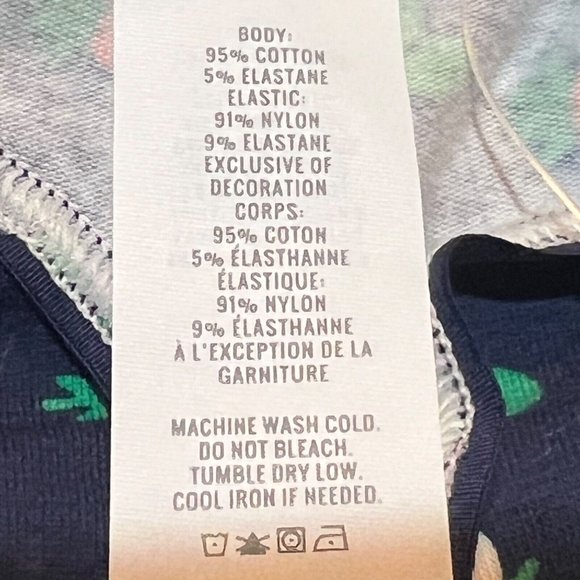 BODY:
95% COTTON
5% ELASTANE
ELASTIC:
91% NYLON
9% ELASTANE
EXCLUSIVE OF
DECORATION
CORPS:
95% COTON
5% ÉLASTHANNE
ÉLASTIQUE:
91% NYLON
9% ÉLASTHANNE
À L'EXCEPTION DE LA
GARNITURE
MACHINE WASH COLD.
DO NOT BLEACH.
TUMBLE DRY LOW.
COOL IRON IF NEEDED.